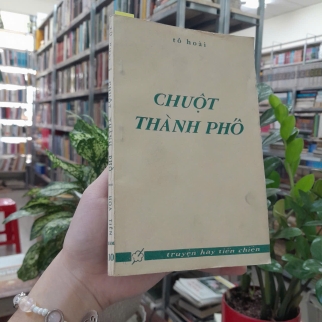 tô hoài
CHUỘT
THÀNH PHỐ
truyện hay tiền chiến